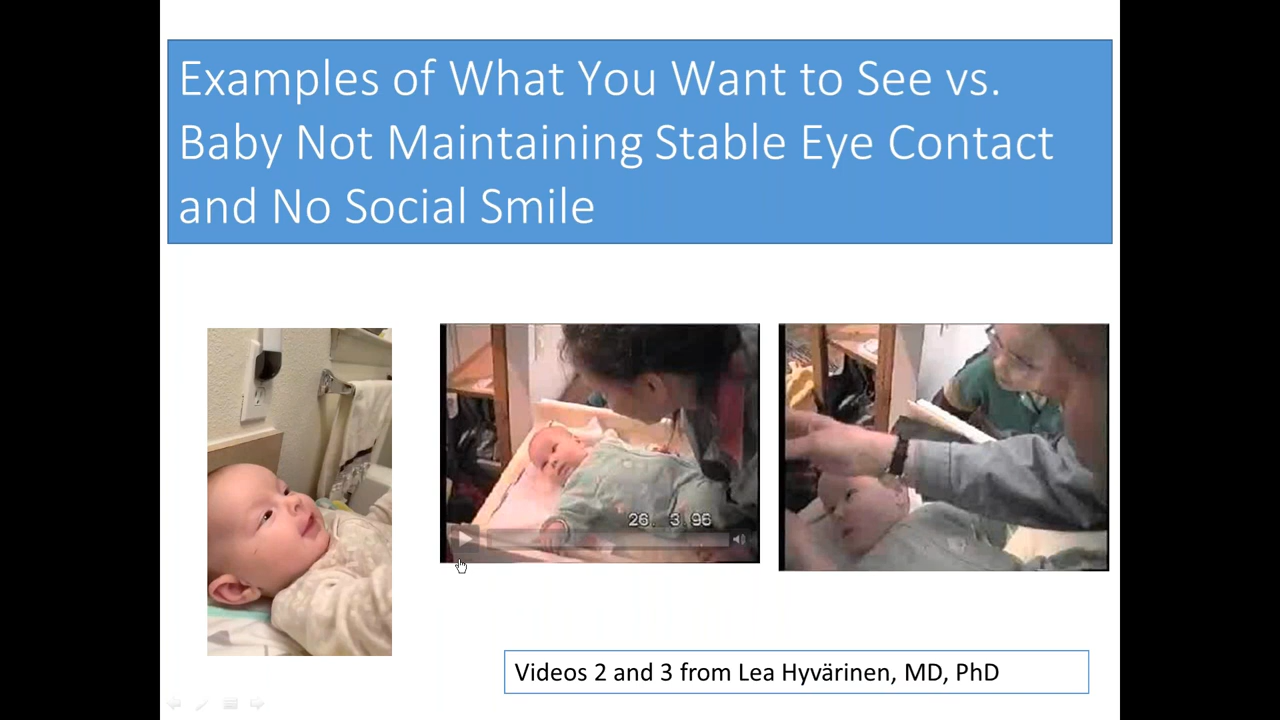 Examples of What You Want to See vs.
Baby Not Maintaining Stable Eye Contact
and No Social Smile
26. 3.96
Videos 2 and 3 from Lea Hyvärinen, MD, PhD